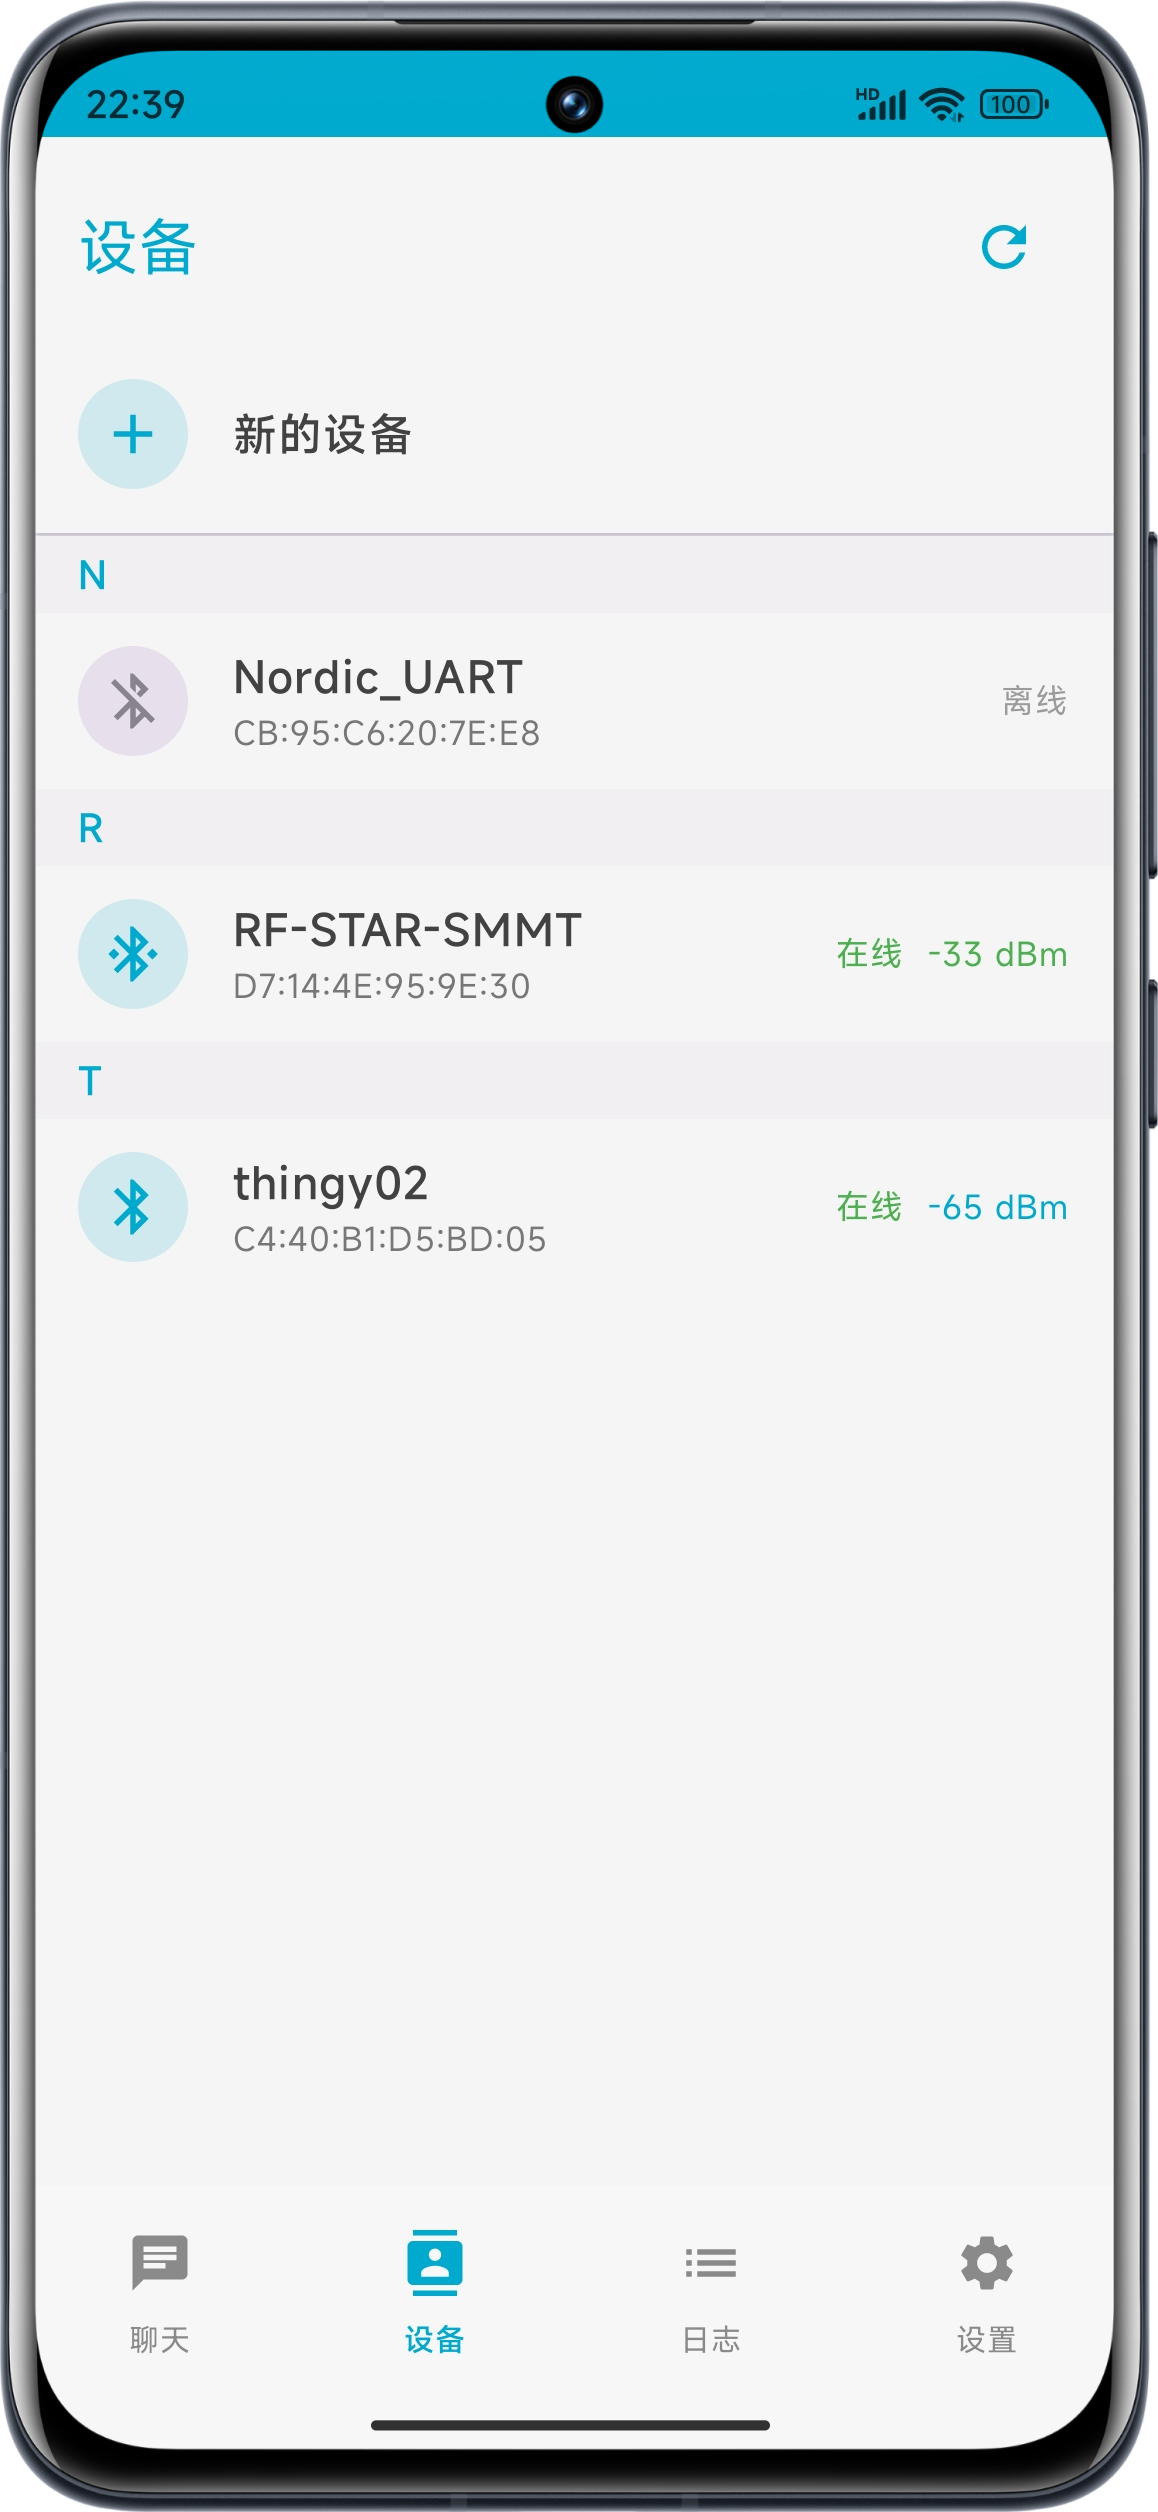 22:39
HD
100
设备
新的设备
N
Nordic_UART
CB:95:C6:20:7E:E8
离线
R
RF-STAR-SMMT
D7:14:4E:95:9E:30
在线 -33 dBm
T
thingy02
C4:40:B1:D5:BD:05
在线 -65 dBm
聊天
设备
日志
设置